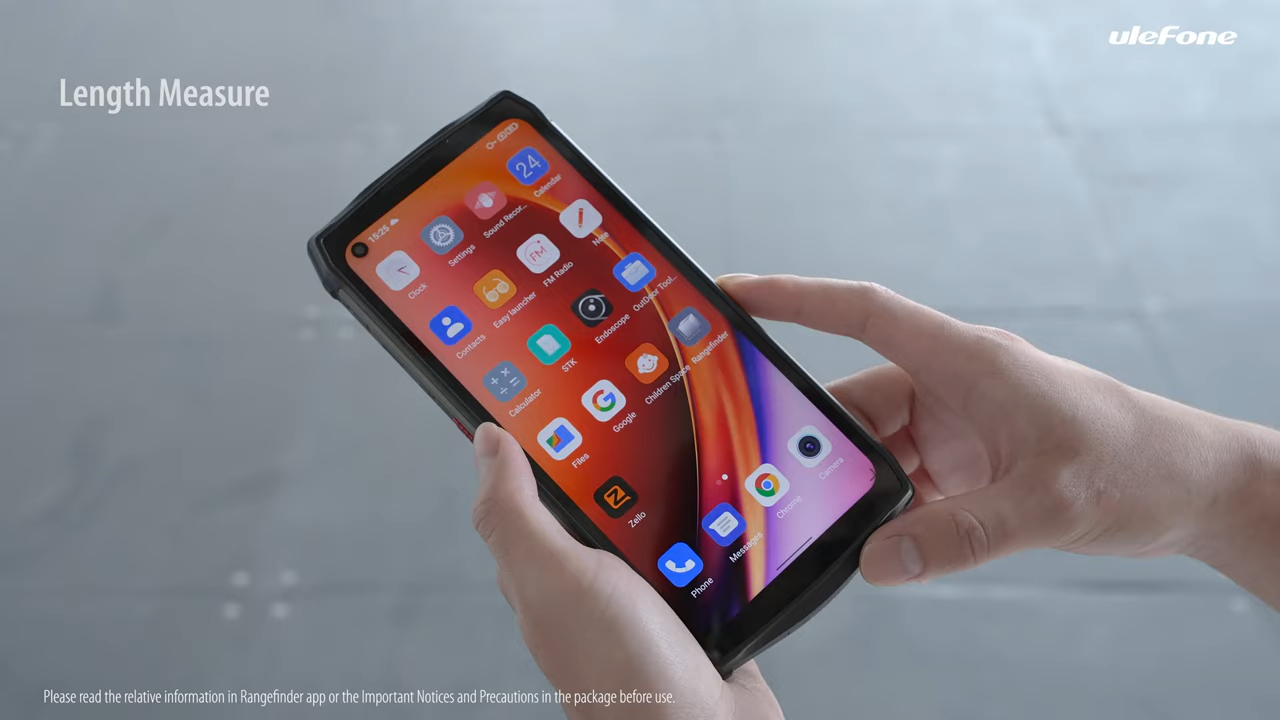 uleFone
Length Measure
15:25
24
Clock
Settings
Sound Recor...
Calendar
Contacts
Easy launcher
FM
FM Radio
Note
Calculator
STK
Endoscope
OutDoor Tool...
Files
Google
Children Space
Rangefinder
Zello
Phone
Messages
Chrome
Camera
Please read the relative information in Rangefinder app or the Important Notices and Precautions in the package before use.